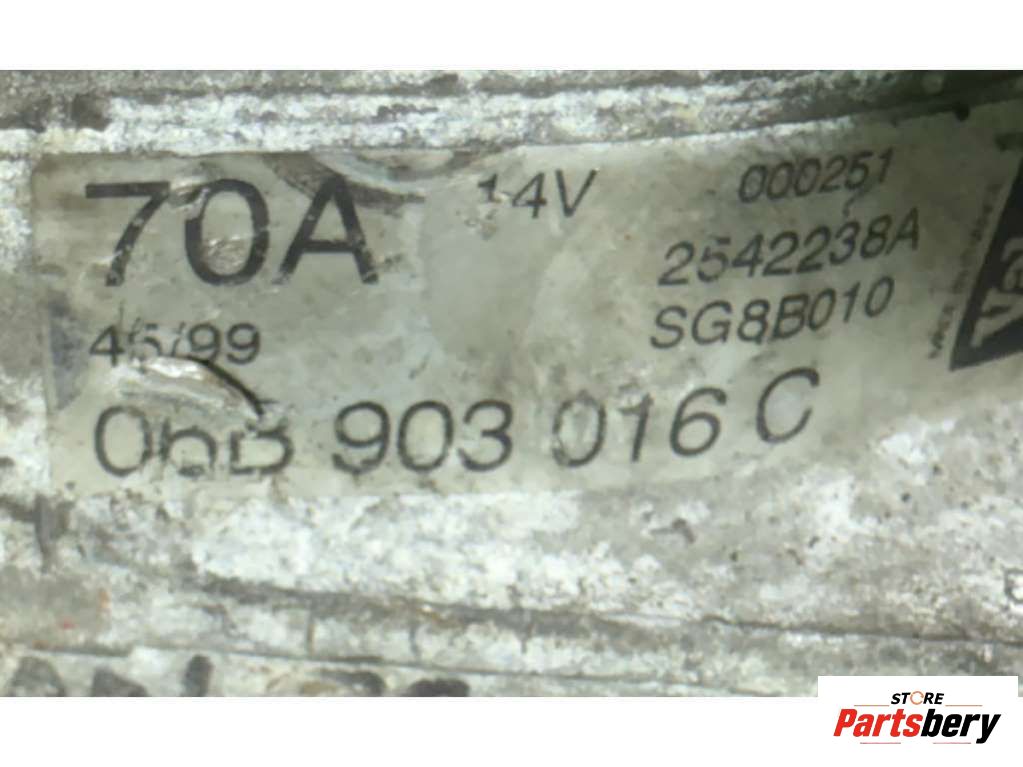 70A 14V 000251
2542238A
SG8B010
45/99
06B 903 016 C
STORE
Partsbery